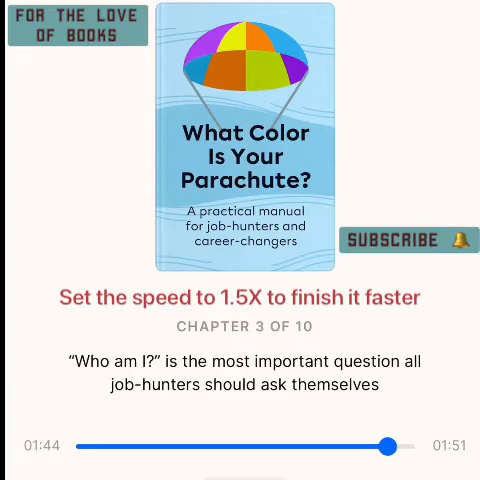 FOR THE LOVE
OF BOOKS
What Color
Is Your
Parachute?
A practical manual
for job-hunters and
career-changers
SUBSCRIBE 🔔
Set the speed to 1.5X to finish it faster
CHAPTER 3 OF 10
“Who am I?” is the most important question all
job-hunters should ask themselves
01:44
01:51